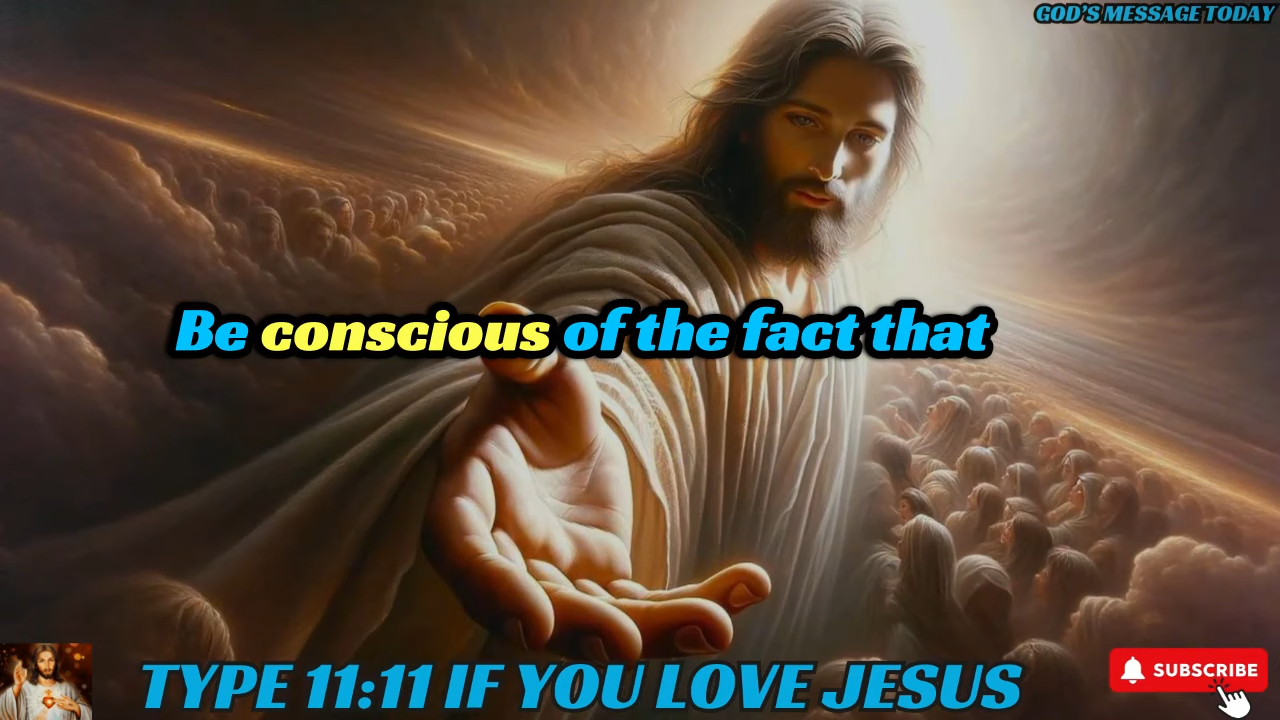 GOD'S MESSAGE TODAY
Be conscious of the fact that
TYPE 11:11 IF YOU LOVE JESUS
SUBSCRIBE